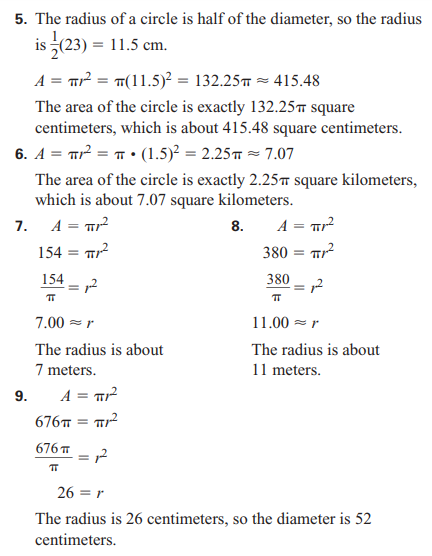 5. The radius of a circle is half of the diameter, so the radius
is 1/2(23) = 11.5 cm.
A = πr² = π(11.5)² = 132.25π ≈ 415.48
The area of the circle is exactly 132.25π square
centimeters, which is about 415.48 square centimeters.
6. A = πr² = π • (1.5)² = 2.25π ≈ 7.07
The area of the circle is exactly 2.25π square kilometers,
which is about 7.07 square kilometers.
7. A = πr²
154 = πr²
154/π = r²
7.00 ≈ r
The radius is about
7 meters.
8. A = πr²
380 = πr²
380/π = r²
11.00 ≈ r
The radius is about
11 meters.
9. A = πr²
676π = πr²
676π/π = r²
26 = r
The radius is 26 centimeters, so the diameter is 52
centimeters.